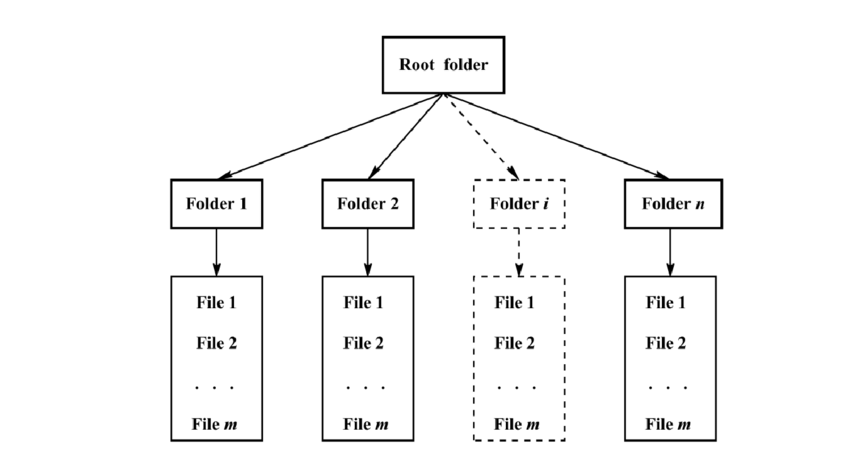 Root folder
Folder 1
Folder 2
Folder i
Folder n
File 1
File 2
. . .
File m
File 1
File 2
. . .
File m
File 1
File 2
. . .
File m
File 1
File 2
. . .
File m